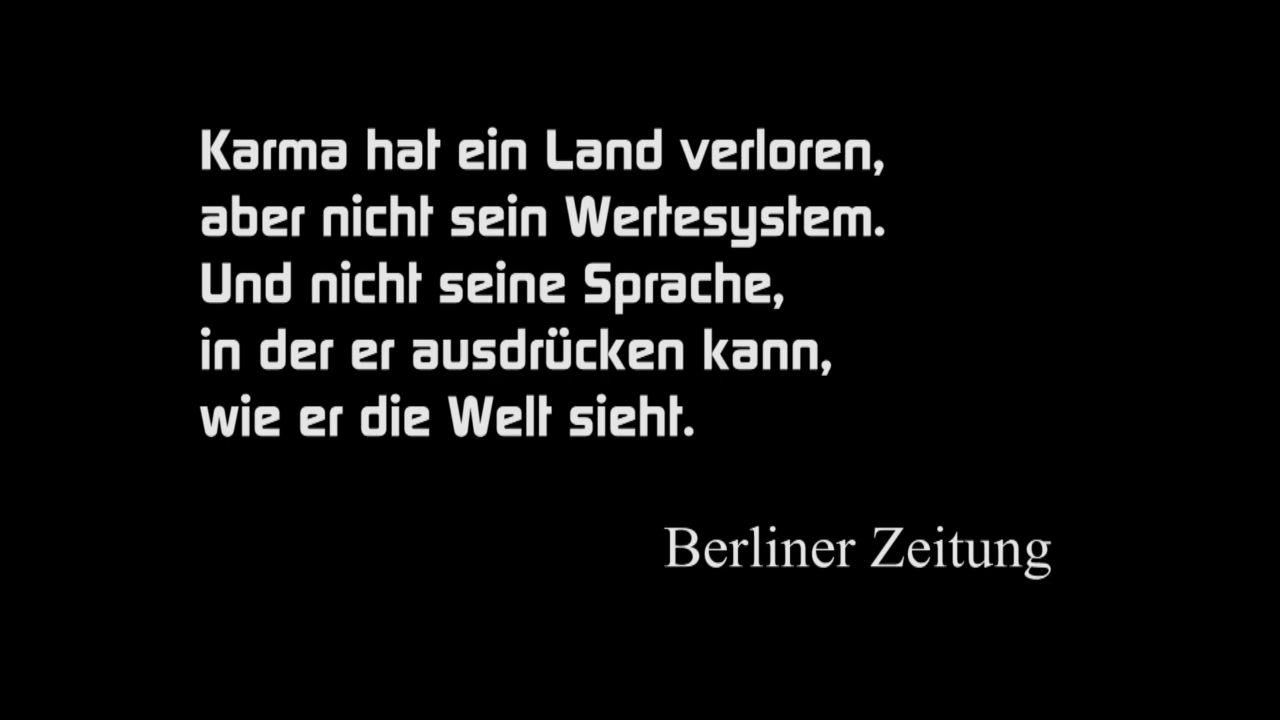 Karma hat ein Land verloren,
aber nicht sein Wertesystem.
Und nicht seine Sprache,
in der er ausdrücken kann,
wie er die Welt sieht.
Berliner Zeitung